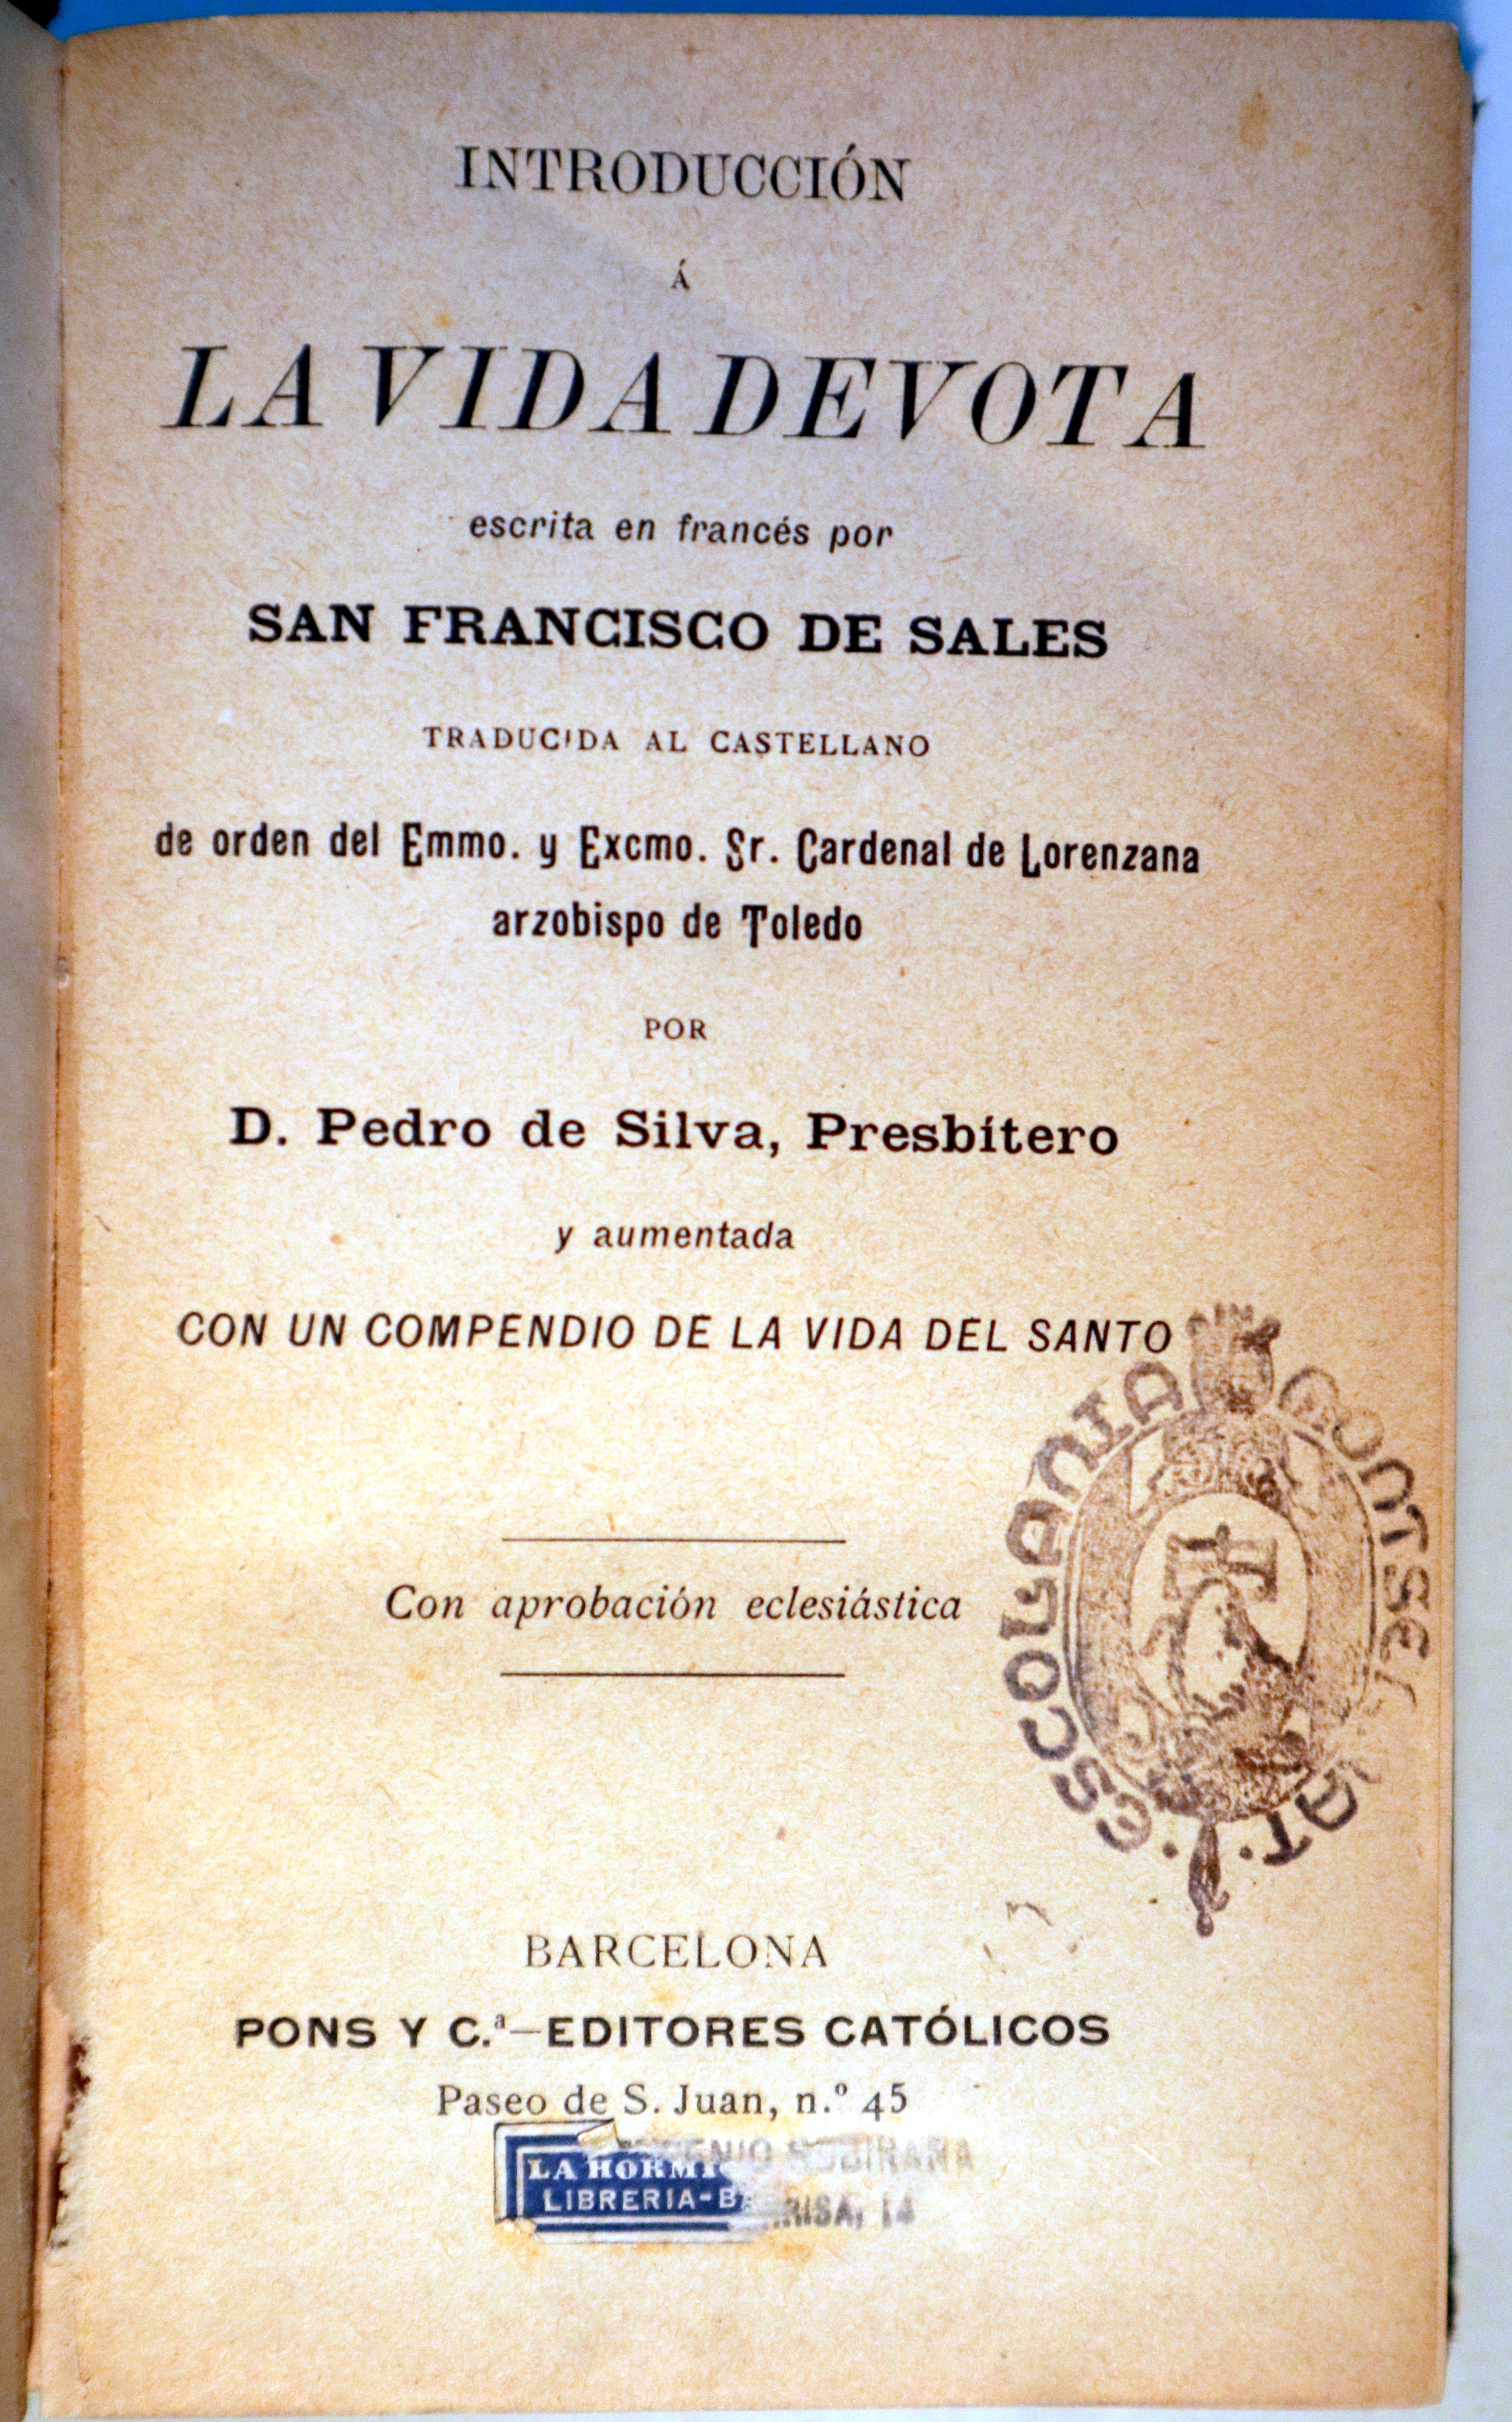 INTRODUCCIÓN
Á
LA VIDA DEVOTA
escrita en francés por
SAN FRANCISCO DE SALES
TRADUCIDA AL CASTELLANO
de orden del Emmo. y Excmo. Sr. Cardenal de Lorenzana
arzobispo de Toledo
POR
D. Pedro de Silva, Presbítero
y aumentada
CON UN COMPENDIO DE LA VIDA DEL SANTO
ESCOLANIA
Con aprobación eclesiástica
BARCELONA
PONS Y C.ª—EDITORES CATÓLICOS
Paseo de S. Juan, n.º 45
LA
LIBRERIA-
14